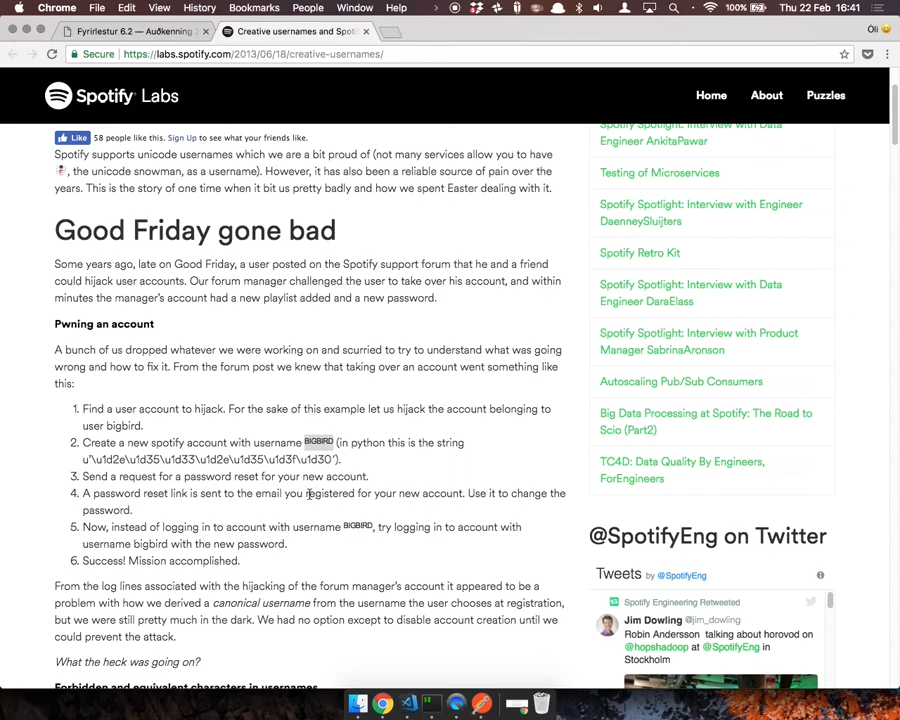 Chrome File Edit View History Bookmarks People Window Help 100% Thu 22 Feb 16:41
Fyrirlestur 6.2 — Auðkenning Creative usernames and Spoti Óli
Secure https://labs.spotify.com/2013/06/18/creative-usernames/
Spotify Labs
Home About Puzzles
Like 58 people like this. Sign Up to see what your friends like.
Spotify supports unicode usernames which we are a bit proud of (not many services allow you to have
☃, the unicode snowman, as a username). However, it has also been a reliable source of pain over the
years. This is the story of one time when it bit us pretty badly and how we spent Easter dealing with it.
Good Friday gone bad
Some years ago, late on Good Friday, a user posted on the Spotify support forum that he and a friend
could hijack user accounts. Our forum manager challenged the user to take over his account, and within
minutes the manager's account had a new playlist added and a new password.
Pwning an account
A bunch of us dropped whatever we were working on and scurried to try to understand what was going
wrong and how to fix it. From the forum post we knew that taking over an account went something like
this:
1. Find a user account to hijack. For the sake of this example let us hijack the account belonging to
user bigbird.
2. Create a new spotify account with username ᴮᴵᴳᴮᴵᴿᴰ (in python this is the string
u'\u1d2e\u1d35\u1d33\u1d2e\u1d35\u1d3f\u1d30′).
3. Send a request for a password reset for your new account.
4. A password reset link is sent to the email you registered for your new account. Use it to change the
password.
5. Now, instead of logging in to account with username ᴮᴵᴳᴮᴵᴿᴰ, try logging in to account with
username bigbird with the new password.
6. Success! Mission accomplished.
From the log lines associated with the hijacking of the forum manager's account it appeared to be a
problem with how we derived a canonical username from the username the user chooses at registration,
but we were still pretty much in the dark. We had no option except to disable account creation until we
could prevent the attack.
What the heck was going on?
Forbidden and equivalent characters in usernames
Spotify Spotlight: Interview with Data
Engineer AnkitaPawar
Testing of Microservices
Spotify Spotlight: Interview with Engineer
DaenneySluijters
Spotify Retro Kit
Spotify Spotlight: Interview with Data
Engineer DaraElass
Spotify Spotlight: Interview with Product
Manager SabrinaAronson
Autoscaling Pub/Sub Consumers
Big Data Processing at Spotify: The Road to
Scio (Part2)
TC4D: Data Quality By Engineers,
ForEngineers
@SpotifyEng on Twitter
Tweets by @SpotifyEng
Spotify Engineering Retweeted
Jim Dowling @jim_dowling
Robin Andersson talking about horovod on
@hopshadoop at @SpotifyEng in
Stockholm